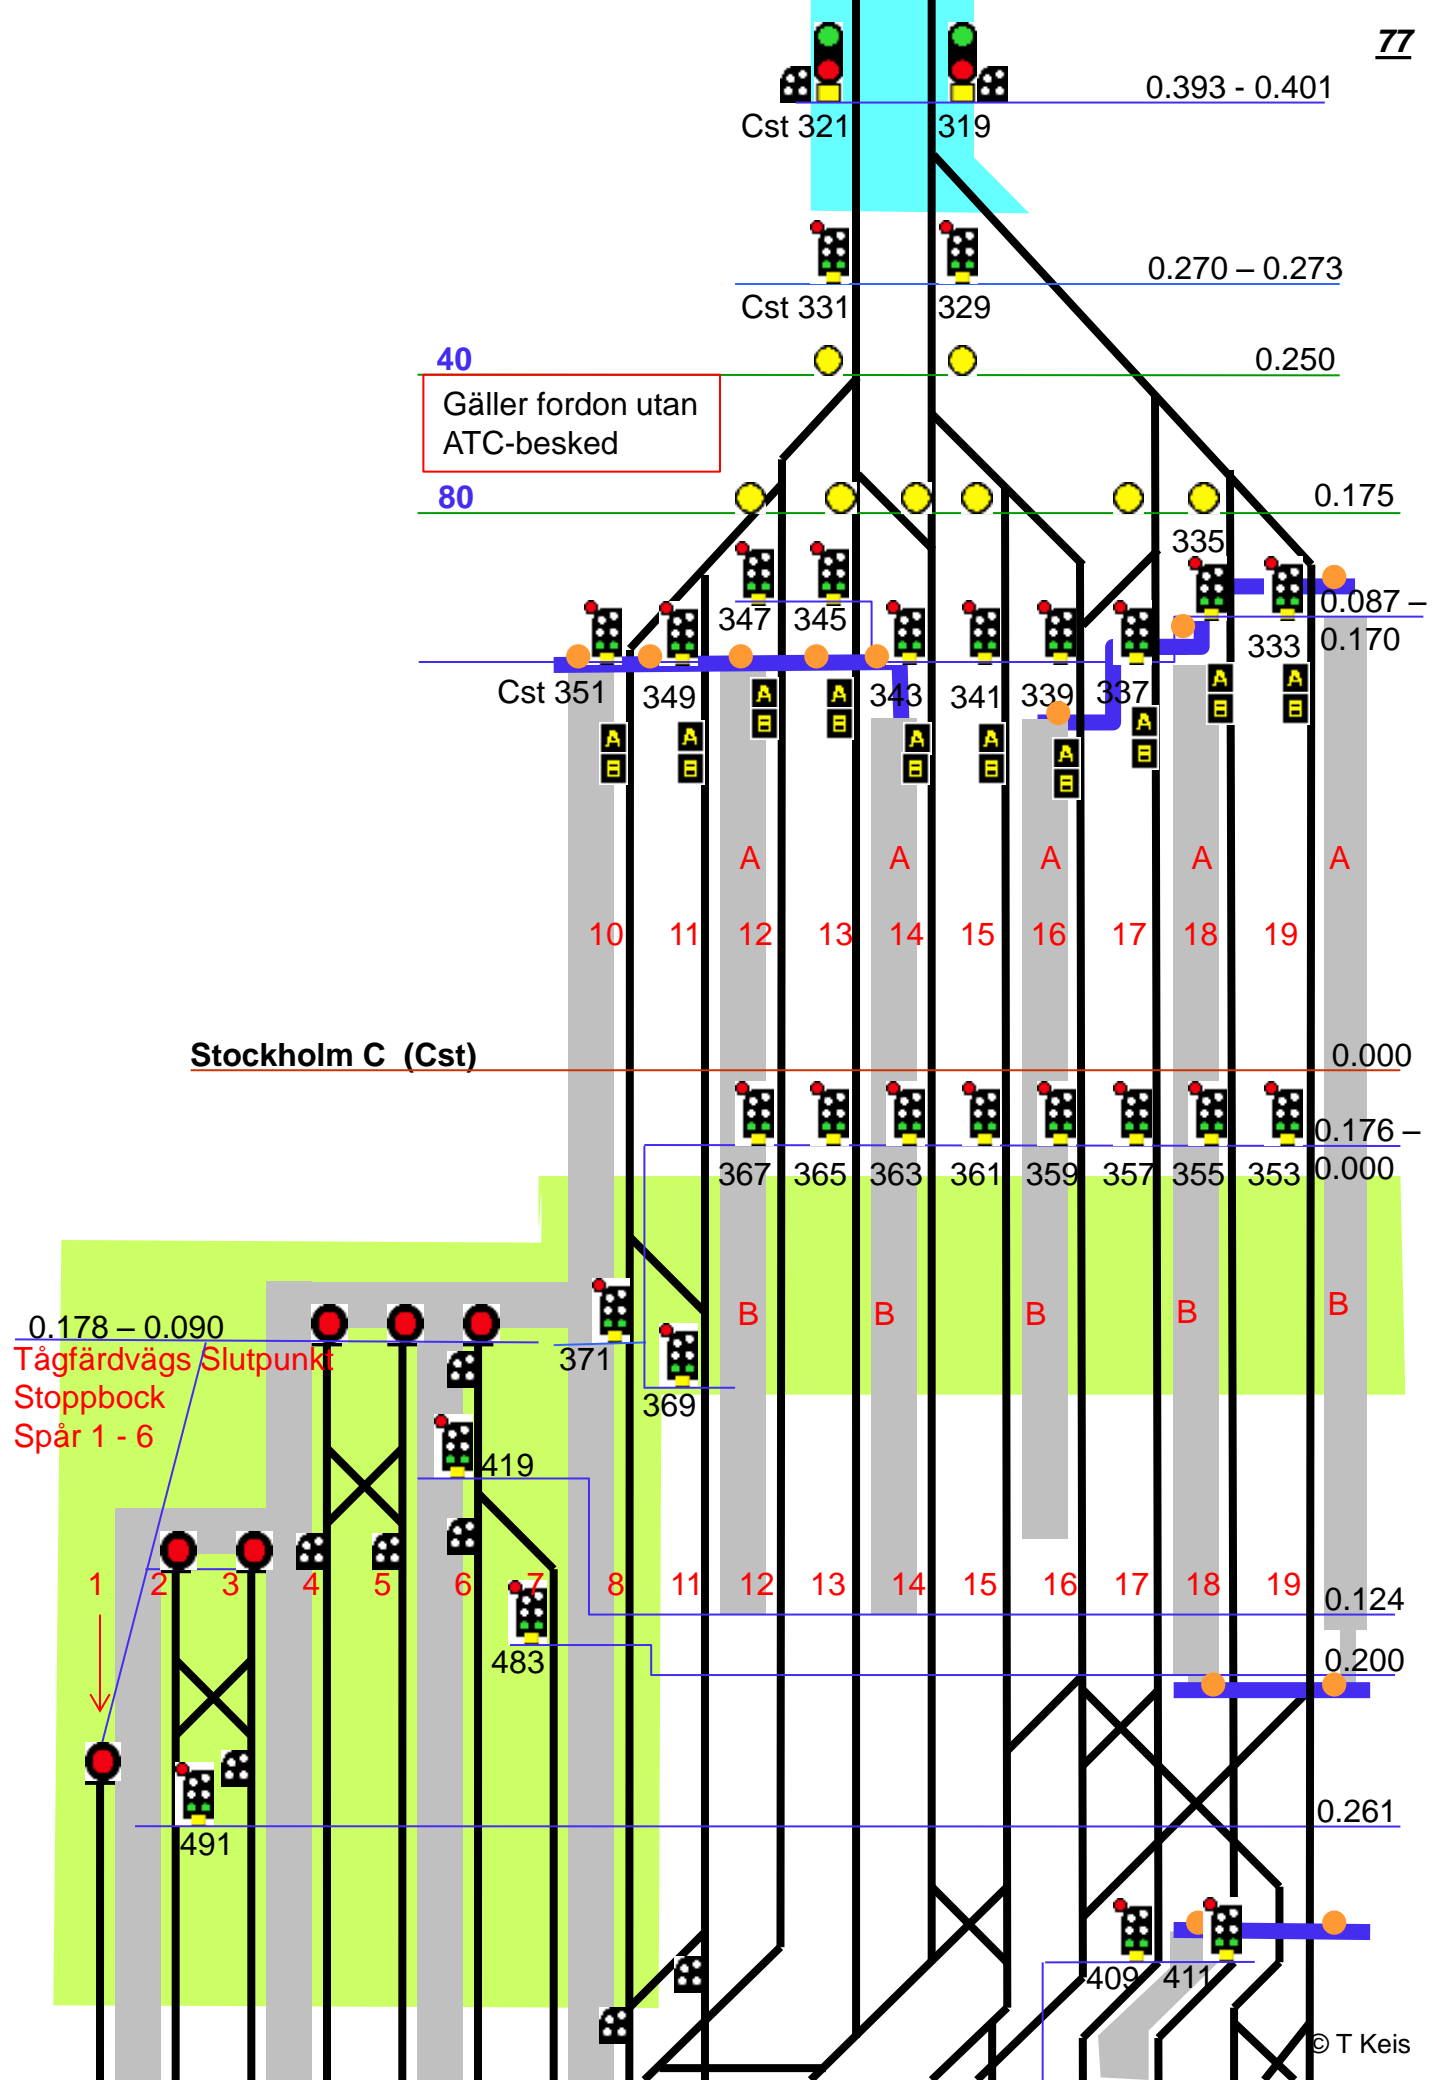 77
0.393 - 0.401
Cst 321 319
0.270 – 0.273
Cst 331 329
40 0.250
Gäller fordon utan
ATC-besked
80 0.175
335
0.087 –
347 345 333 0.170
Cst 351 349 343 341 339 337
A A A A A A A A A A
B B B B B B B B B B
A A A A A
10 11 12 13 14 15 16 17 18 19
Stockholm C (Cst) 0.000
0.176 –
367 365 363 361 359 357 355 353 0.000
B B B B B
0.178 – 0.090
Tågfärdvägs Slutpunkt 371
Stoppbock 369
Spår 1 - 6
419
1 2 3 4 5 6 7 8 11 12 13 14 15 16 17 18 19
0.124
483 0.200
0.261
491
409 411
© T Keis